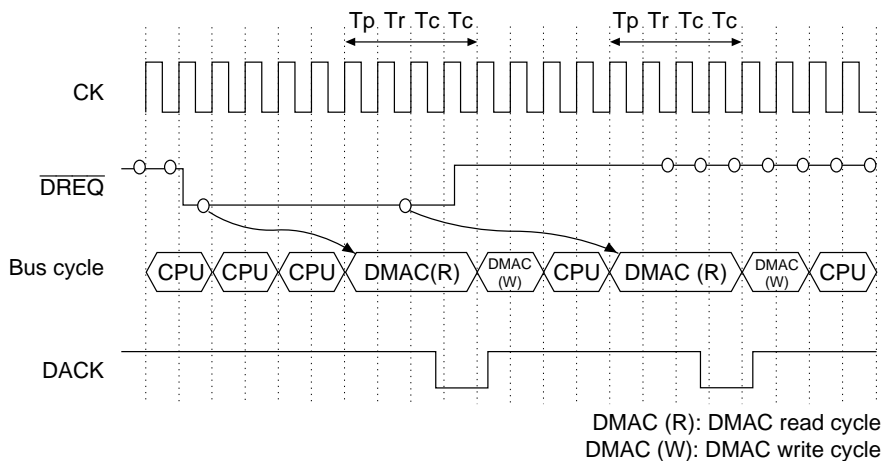 Tp Tr Tc Tc Tp Tr Tc Tc
CK
DREQ
Bus cycle CPU CPU CPU DMAC(R) DMAC (W) CPU DMAC (R) DMAC (W) CPU
DACK
DMAC (R): DMAC read cycle
DMAC (W): DMAC write cycle